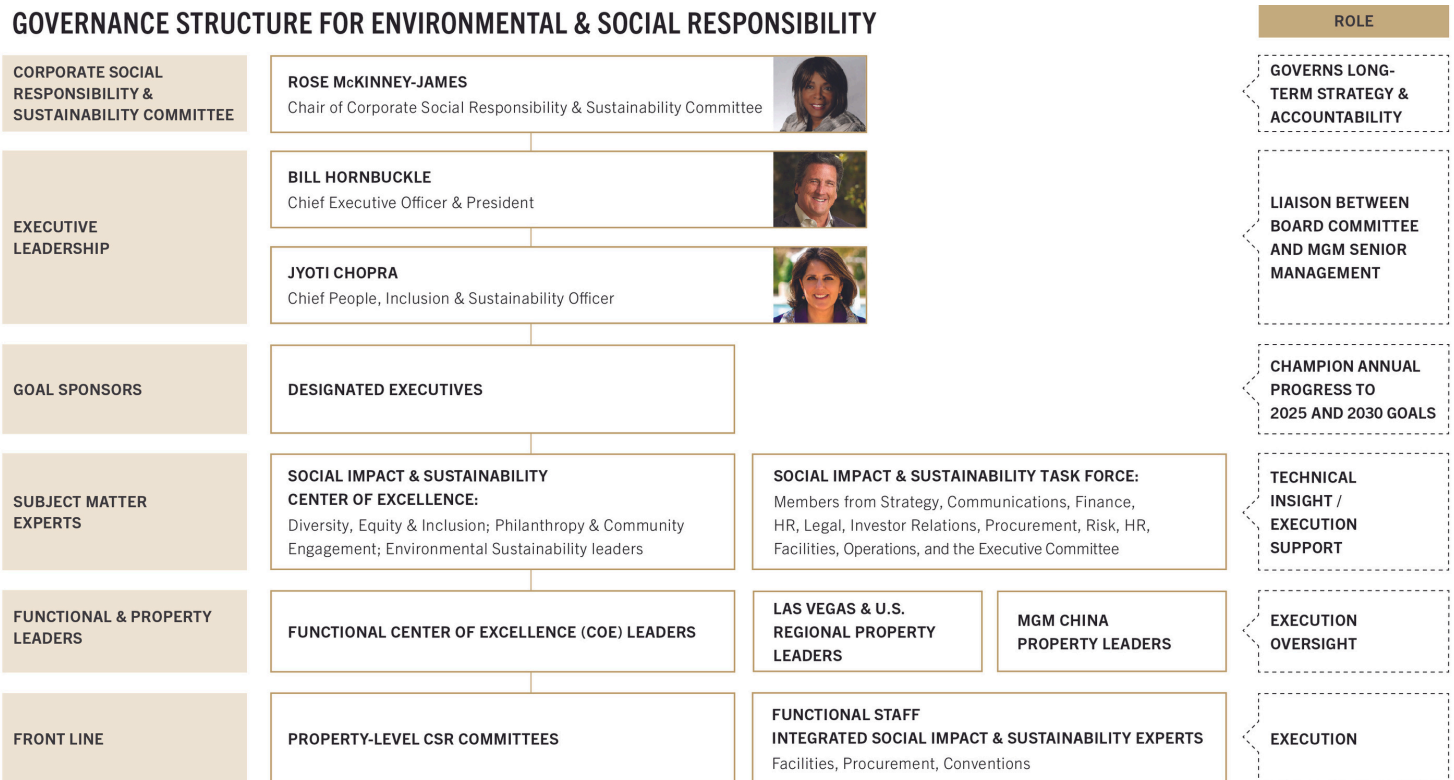 GOVERNANCE STRUCTURE FOR ENVIRONMENTAL & SOCIAL RESPONSIBILITY
ROLE
CORPORATE SOCIAL
RESPONSIBILITY &
SUSTAINABILITY COMMITTEE
ROSE McKINNEY-JAMES
Chair of Corporate Social Responsibility & Sustainability Committee
GOVERNS LONG-
TERM STRATEGY &
ACCOUNTABILITY
EXECUTIVE
LEADERSHIP
BILL HORNBUCKLE
Chief Executive Officer & President
JYOTI CHOPRA
Chief People, Inclusion & Sustainability Officer
LIAISON BETWEEN
BOARD COMMITTEE
AND MGM SENIOR
MANAGEMENT
GOAL SPONSORS
DESIGNATED EXECUTIVES
CHAMPION ANNUAL
PROGRESS TO
2025 AND 2030 GOALS
SUBJECT MATTER
EXPERTS
SOCIAL IMPACT & SUSTAINABILITY
CENTER OF EXCELLENCE:
Diversity, Equity & Inclusion; Philanthropy & Community
Engagement; Environmental Sustainability leaders
SOCIAL IMPACT & SUSTAINABILITY TASK FORCE:
Members from Strategy, Communications, Finance,
HR, Legal, Investor Relations, Procurement, Risk, HR,
Facilities, Operations, and the Executive Committee
TECHNICAL
INSIGHT /
EXECUTION
SUPPORT
FUNCTIONAL & PROPERTY
LEADERS
FUNCTIONAL CENTER OF EXCELLENCE (COE) LEADERS
LAS VEGAS & U.S.
REGIONAL PROPERTY
LEADERS
MGM CHINA
PROPERTY LEADERS
EXECUTION
OVERSIGHT
FRONT LINE
PROPERTY-LEVEL CSR COMMITTEES
FUNCTIONAL STAFF
INTEGRATED SOCIAL IMPACT & SUSTAINABILITY EXPERTS
Facilities, Procurement, Conventions
EXECUTION